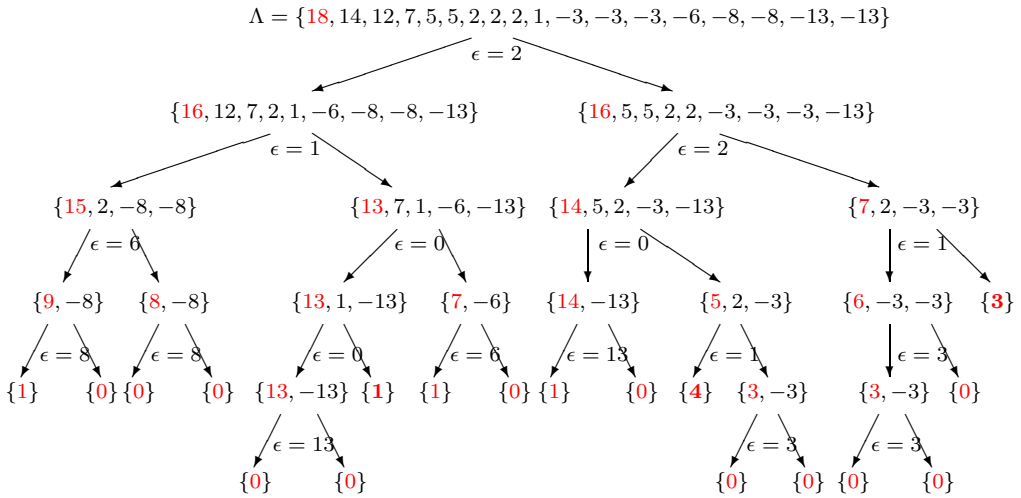 Λ = {18, 14, 12, 7, 5, 5, 2, 2, 2, 1, −3, −3, −3, −6, −8, −8, −13, −13}
ϵ = 2
{16, 12, 7, 2, 1, −6, −8, −8, −13} {16, 5, 5, 2, 2, −3, −3, −3, −13}
ϵ = 1 ϵ = 2
{15, 2, −8, −8} {13, 7, 1, −6, −13} {14, 5, 2, −3, −13} {7, 2, −3, −3}
ϵ = 6 ϵ = 0 ϵ = 0 ϵ = 1
{9, −8} {8, −8} {13, 1, −13} {7, −6} {14, −13} {5, 2, −3} {6, −3, −3} {3}
ϵ = 8 ϵ = 8 ϵ = 0 ϵ = 6 ϵ = 13 ϵ = 1 ϵ = 3
{1} {0} {0} {0} {13, −13} {1} {1} {0} {1} {0} {4} {3, −3} {3, −3} {0}
ϵ = 13 ϵ = 3 ϵ = 3
{0} {0} {0} {0} {0} {0}